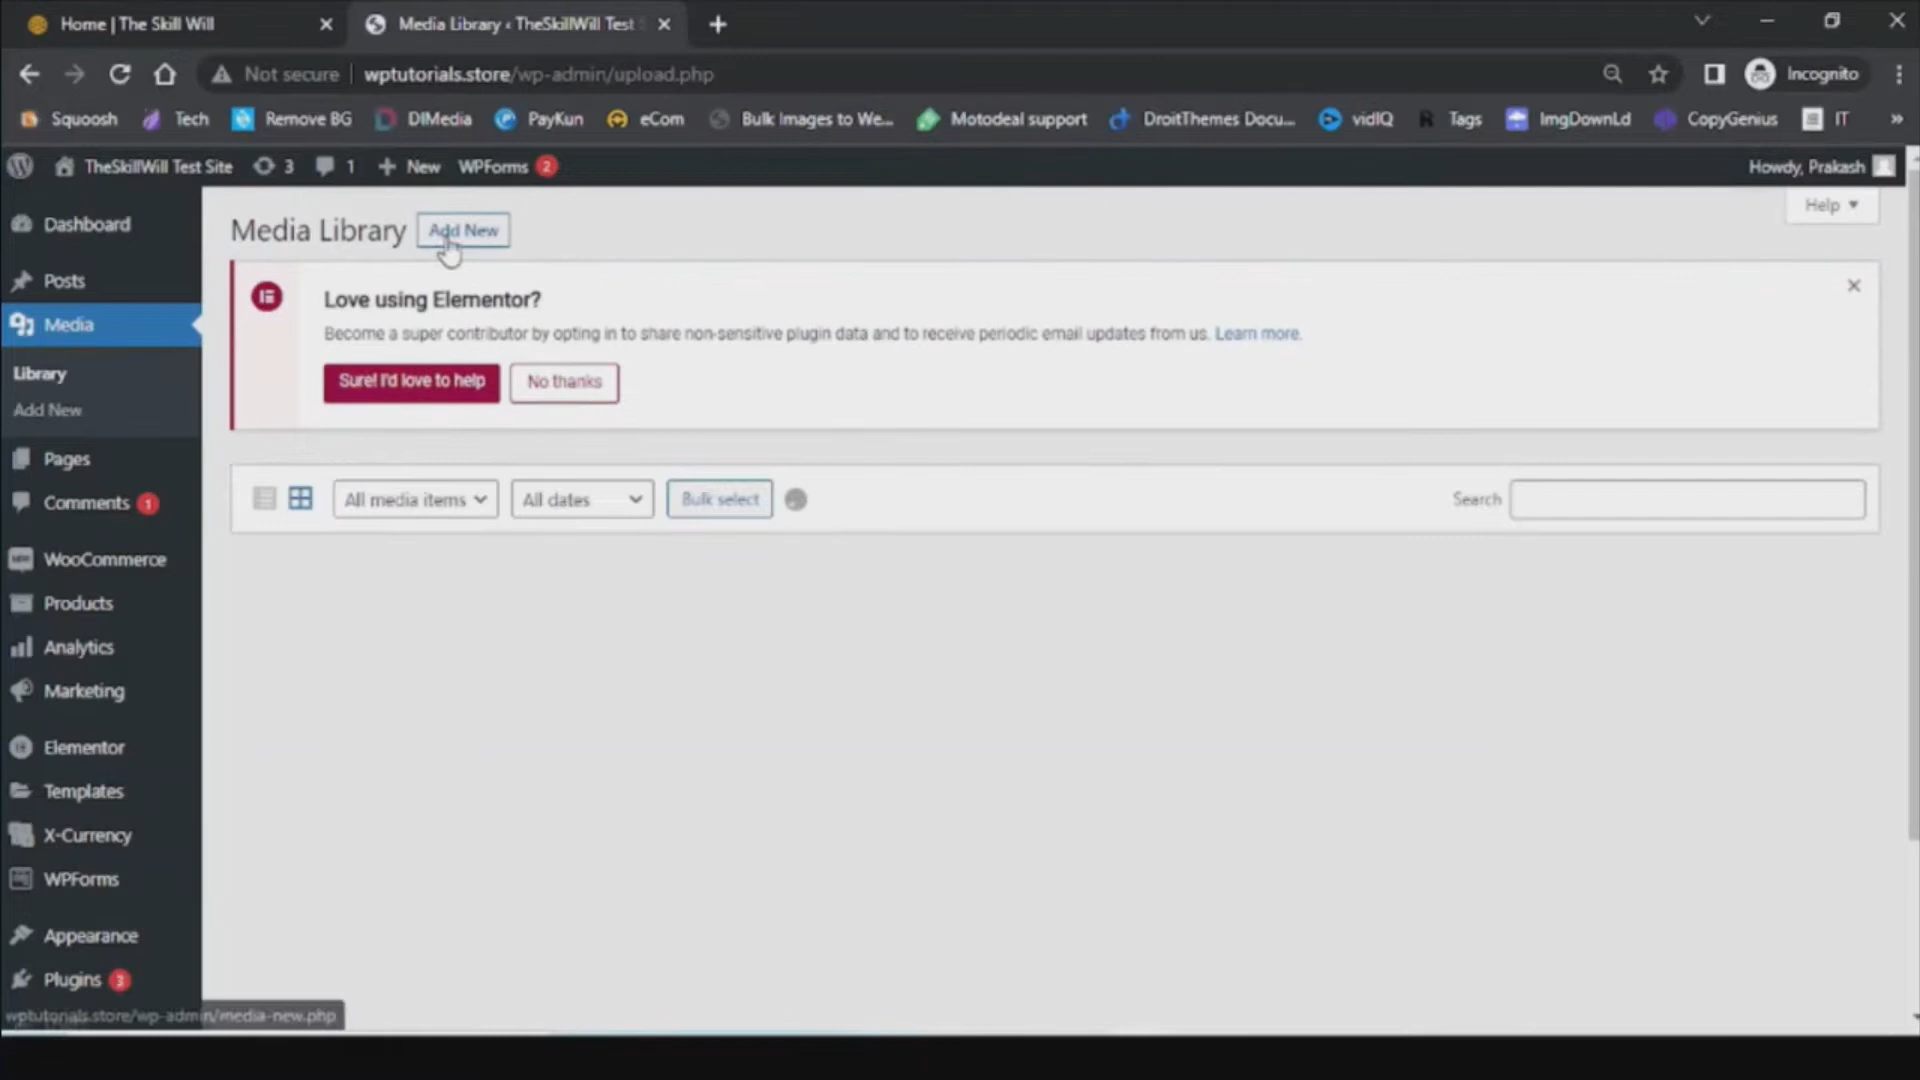 Home | The Skill Will
Media Library ‹ TheSkillWill Test S
Not secure
wptutorials.store/wp-admin/upload.php
Incognito
Squoosh
Tech
Remove BG
DIMedia
PayKun
eCom
Bulk Images to We...
Motodeal support
DroitThemes Docu...
vidIQ
Tags
ImgDownLd
CopyGenius
IT
»
TheSkillWill Test Site
3
1
New
WPForms 2
Howdy, Prakash
Dashboard
Posts
Media
Library
Add New
Pages
Comments 1
WooCommerce
Products
Analytics
Marketing
Elementor
Templates
X-Currency
WPForms
Appearance
Plugins 3
wptutorials.store/wp-admin/media-new.php
Media Library
Add New
Help
Love using Elementor?
Become a super contributor by opting in to share non-sensitive plugin data and to receive periodic email updates from us. Learn more.
Sure! I'd love to help
No thanks
All media items
All dates
Bulk select
Search